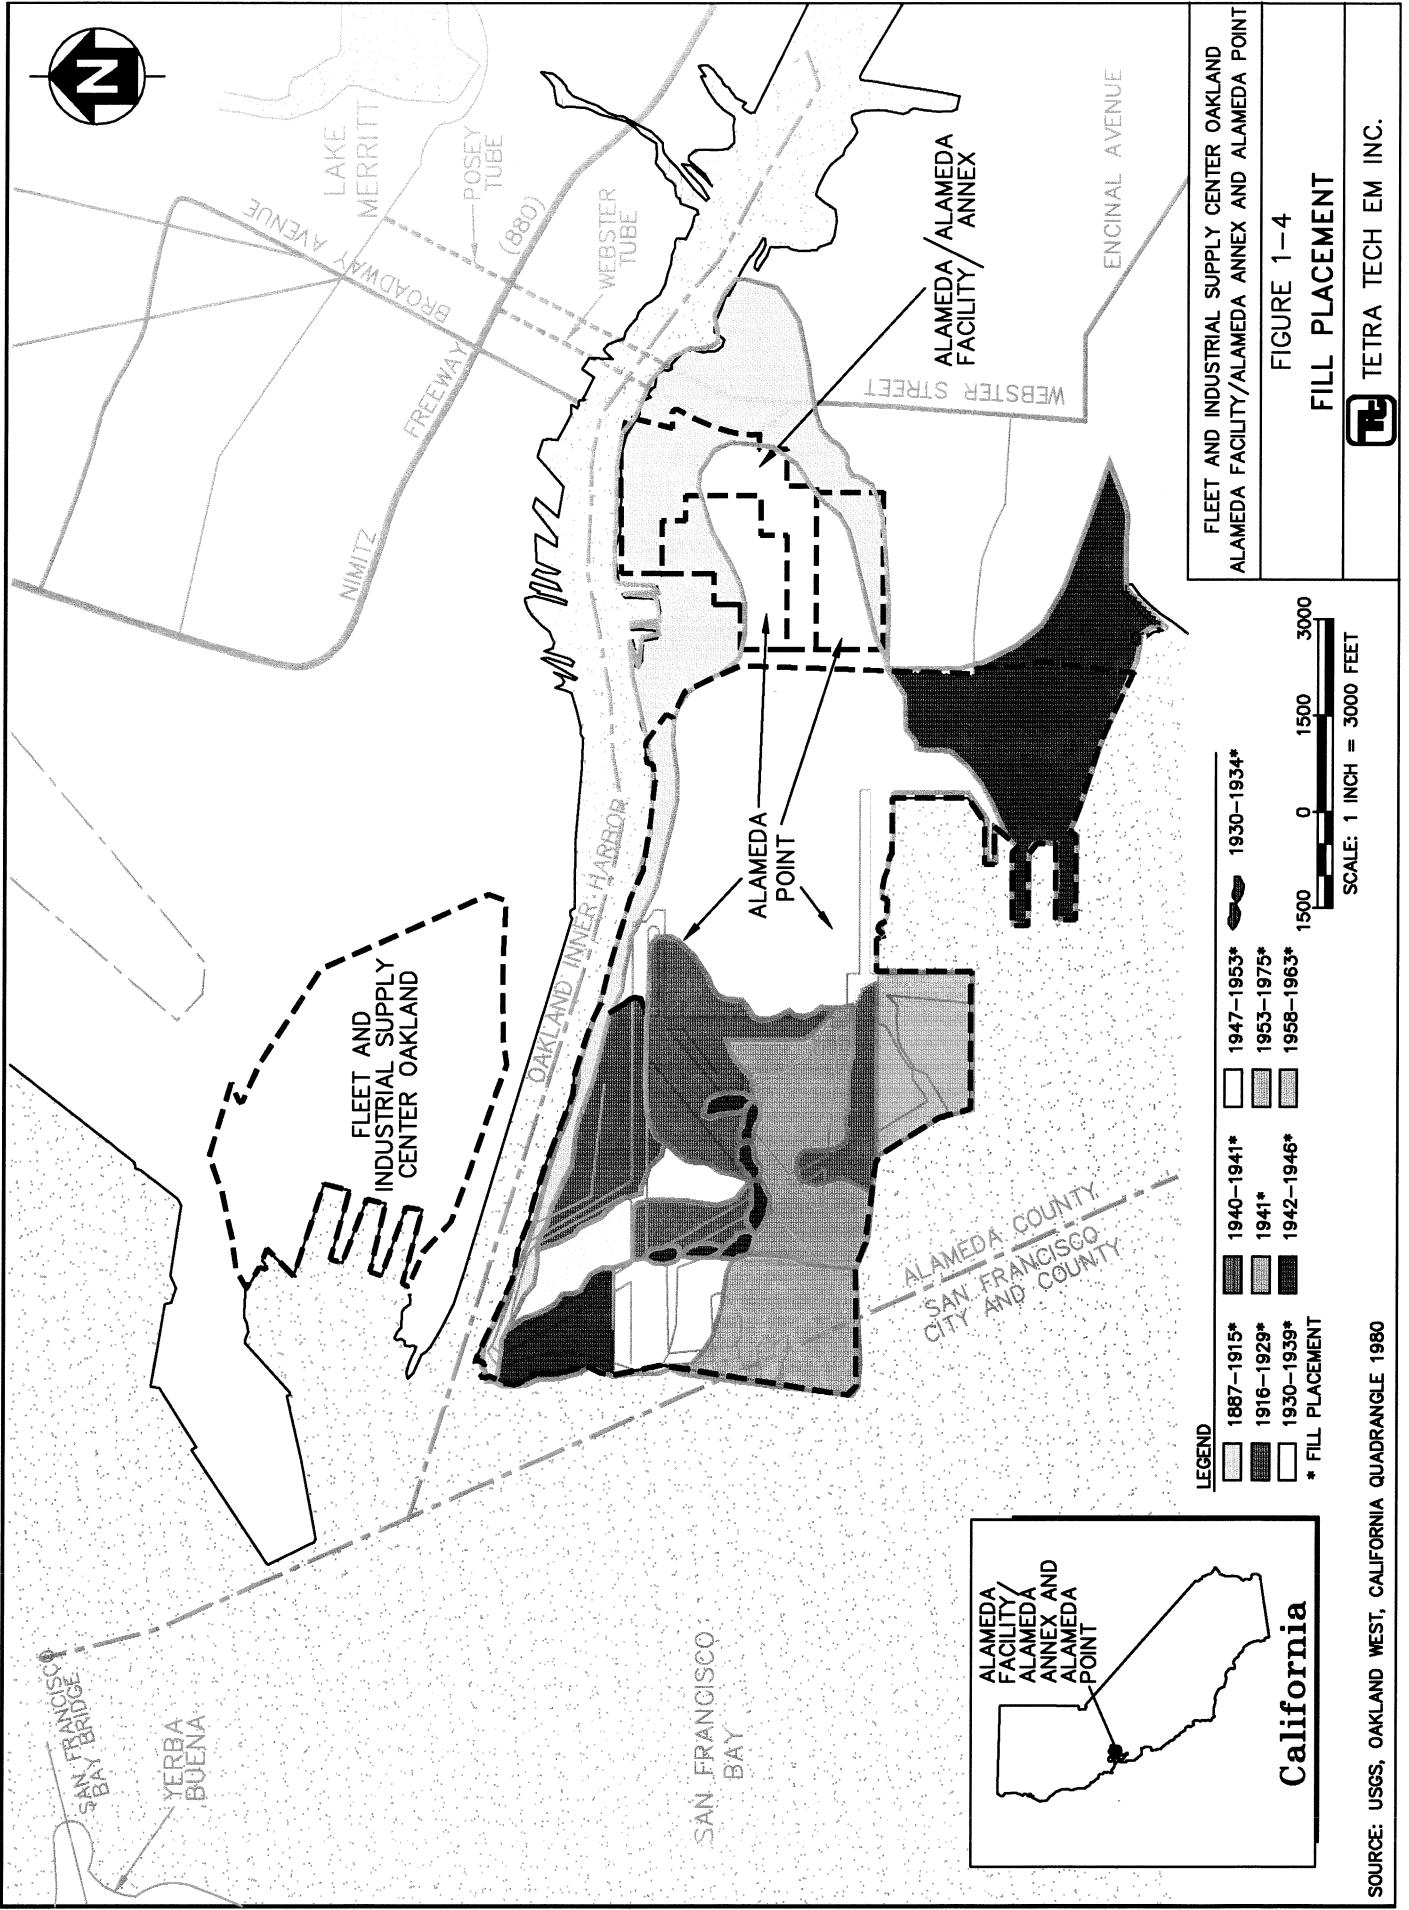 N
LAKE
MERRITT
POSEY
TUBE
WEBSTER
TUBE
BROADWAY AVENUE
NIMITZ
FREEWAY
(880)
SAN FRANCISCO
BAY BRIDGE
YERBA
BUENA
FLEET AND
INDUSTRIAL SUPPLY
CENTER OAKLAND
OAKLAND INNER HARBOR
SAN FRANCISCO
BAY
ALAMEDA
POINT
ALAMEDA/ALAMEDA
FACILITY/ ANNEX
WEBSTER STREET
ENCINAL AVENUE
ALAMEDA COUNTY
SAN FRANCISCO
CITY AND COUNTY
ALAMEDA
FACILITY/
ALAMEDA
ANNEX AND
ALAMEDA
POINT
California
LEGEND
1887-1915*
1916-1929*
1930-1939*
* FILL PLACEMENT
1940-1941*
1941*
1942-1946*
1947-1953*
1953-1975*
1958-1963*
1930-1934*
1500 0 1500 3000
SCALE: 1 INCH = 3000 FEET
SOURCE: USGS, OAKLAND WEST, CALIFORNIA QUADRANGLE 1980
FLEET AND INDUSTRIAL SUPPLY CENTER OAKLAND
ALAMEDA FACILITY/ALAMEDA ANNEX AND ALAMEDA POINT
FIGURE 1-4
FILL PLACEMENT
Tt TETRA TECH EM INC.